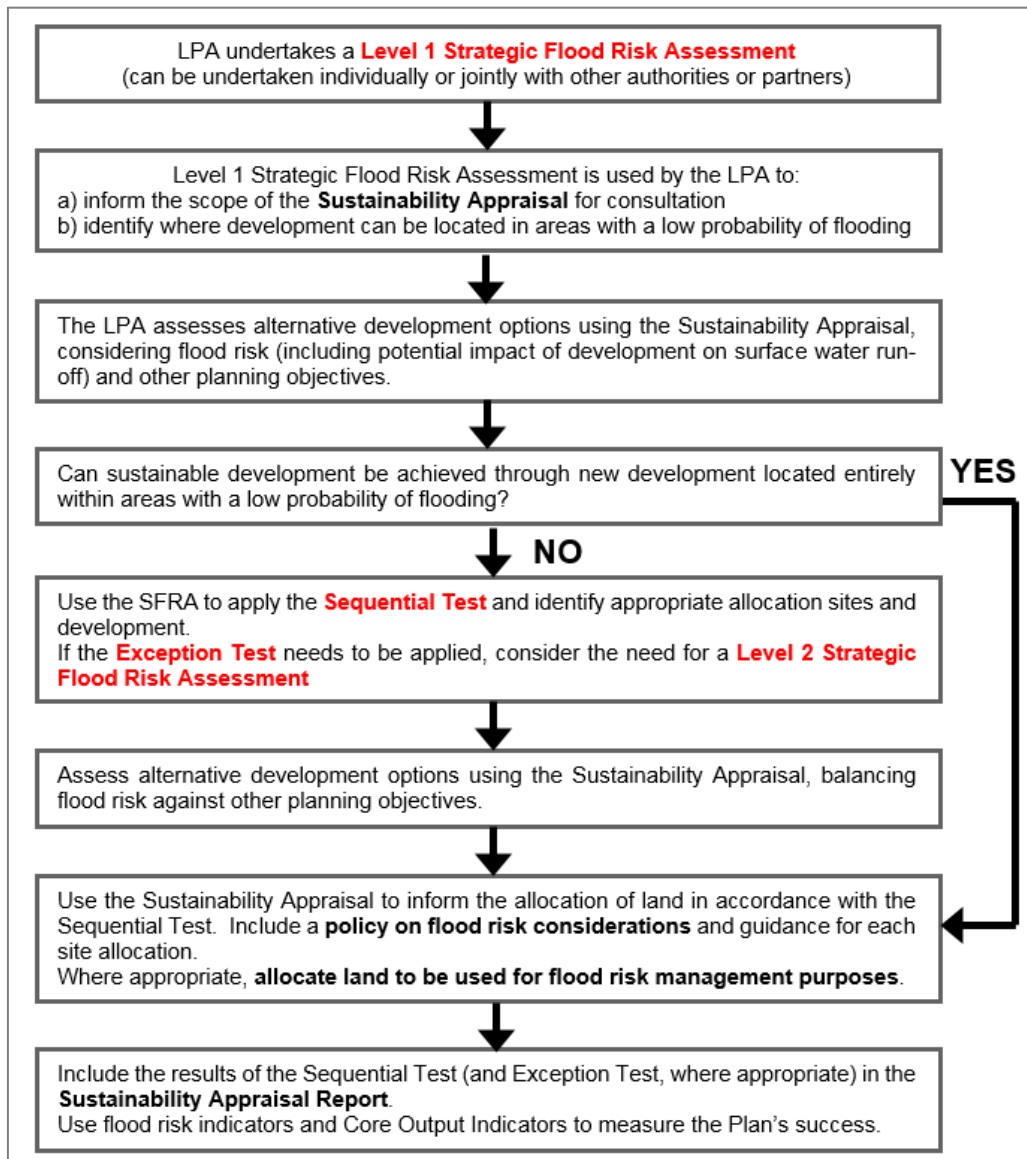 LPA undertakes a Level 1 Strategic Flood Risk Assessment
(can be undertaken individually or jointly with other authorities or partners)
Level 1 Strategic Flood Risk Assessment is used by the LPA to:
a) inform the scope of the Sustainability Appraisal for consultation
b) identify where development can be located in areas with a low probability of flooding
The LPA assesses alternative development options using the Sustainability Appraisal,
considering flood risk (including potential impact of development on surface water run-
off) and other planning objectives.
Can sustainable development be achieved through new development located entirely
within areas with a low probability of flooding?
YES
NO
Use the SFRA to apply the Sequential Test and identify appropriate allocation sites and
development.
If the Exception Test needs to be applied, consider the need for a Level 2 Strategic
Flood Risk Assessment
Assess alternative development options using the Sustainability Appraisal, balancing
flood risk against other planning objectives.
Use the Sustainability Appraisal to inform the allocation of land in accordance with the
Sequential Test. Include a policy on flood risk considerations and guidance for each
site allocation.
Where appropriate, allocate land to be used for flood risk management purposes.
Include the results of the Sequential Test (and Exception Test, where appropriate) in the
Sustainability Appraisal Report.
Use flood risk indicators and Core Output Indicators to measure the Plan's success.